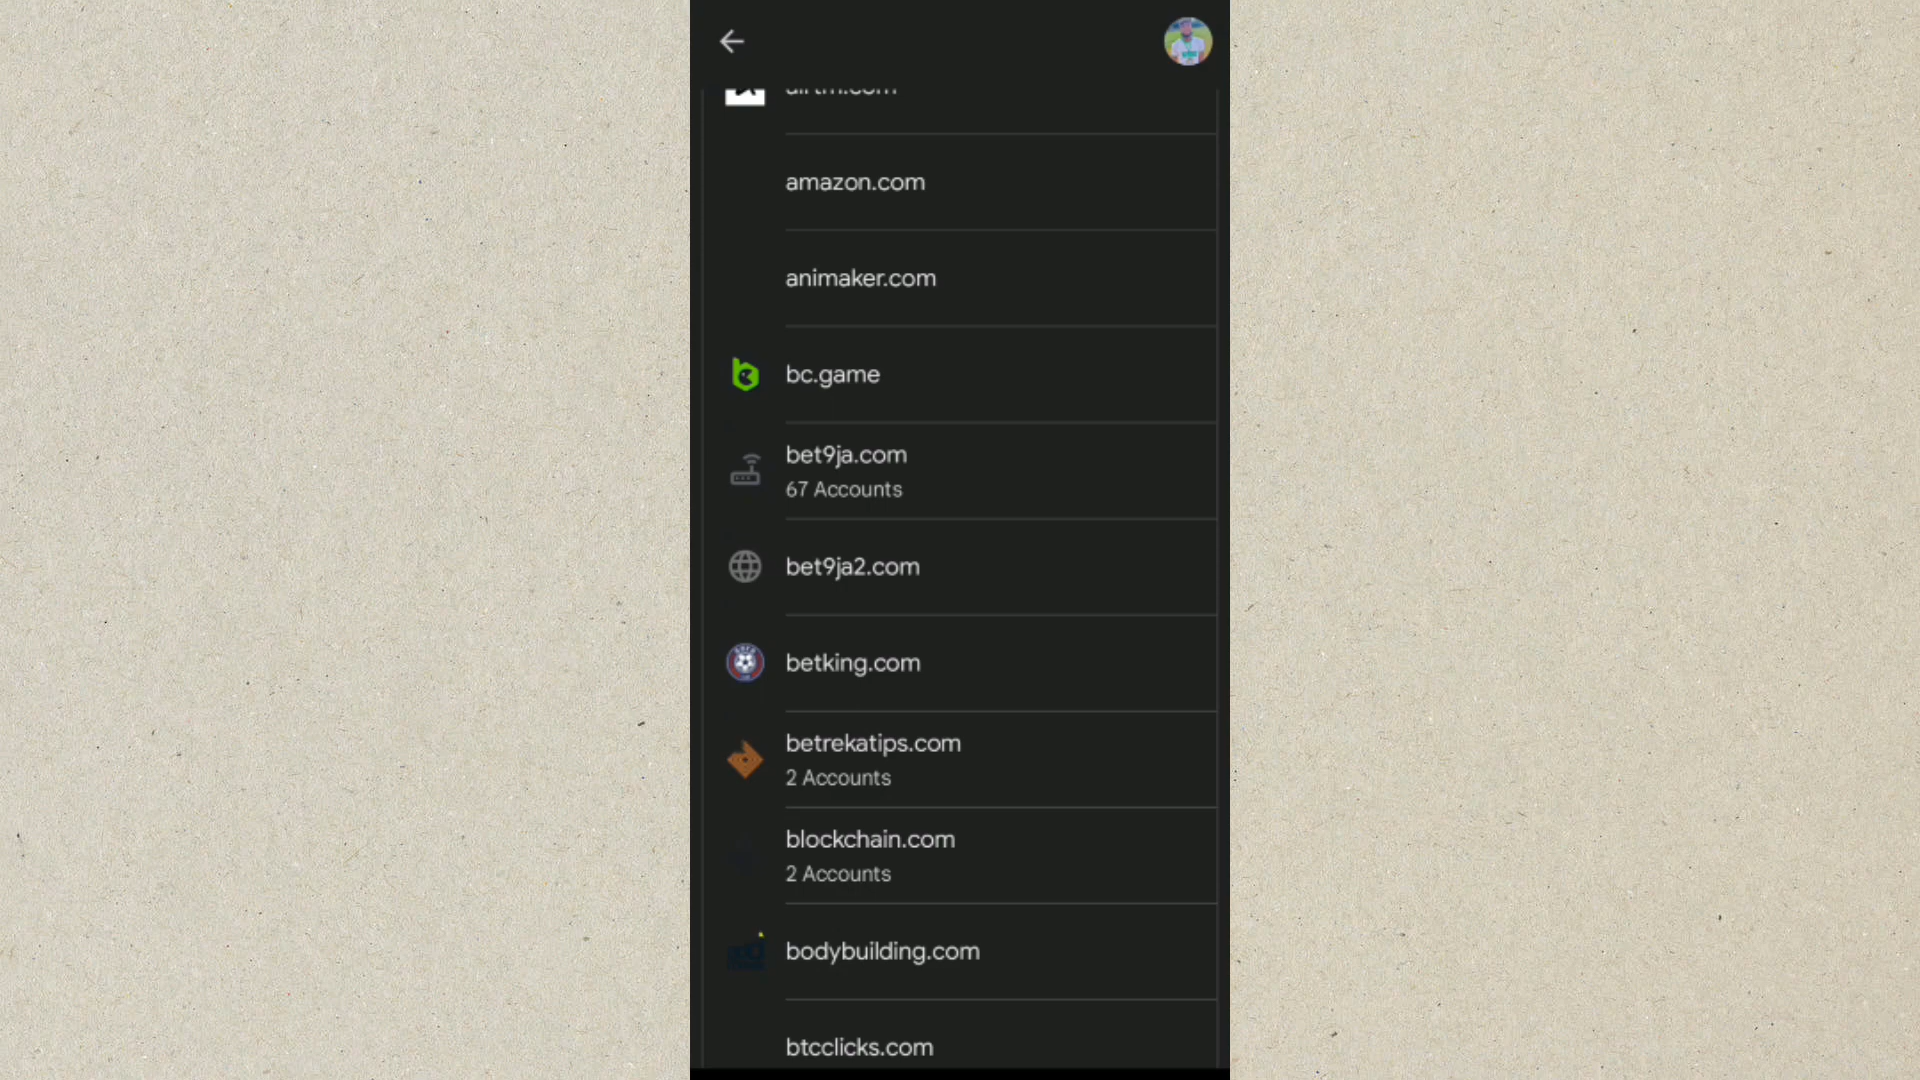 amazon.com
animaker.com
bc.game
bet9ja.com
67 Accounts
bet9ja2.com
betking.com
betrekatips.com
2 Accounts
blockchain.com
2 Accounts
bodybuilding.com
btcclicks.com